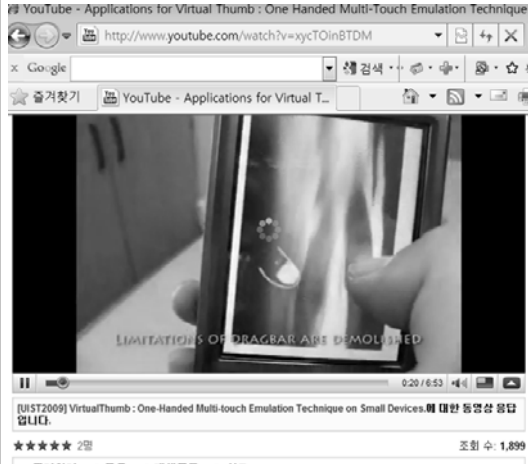 YouTube - Applications for Virtual Thumb : One Handed Multi-Touch Emulation Technique
http://www.youtube.com/watch?v=xycTOinBTDM
x Google 검색
즐겨찾기 YouTube - Applications for Virtual T...
LIMITATIONS OF DRAGBAR ARE DEMOLISHED
0:20 / 6:53
[UIST2009] VirtualThumb : One-Handed Multi-touch Emulation Technique on Small Devices.에 대한 동영상 응답
입니다.
★★★★★ 2명 조회 수: 1,899